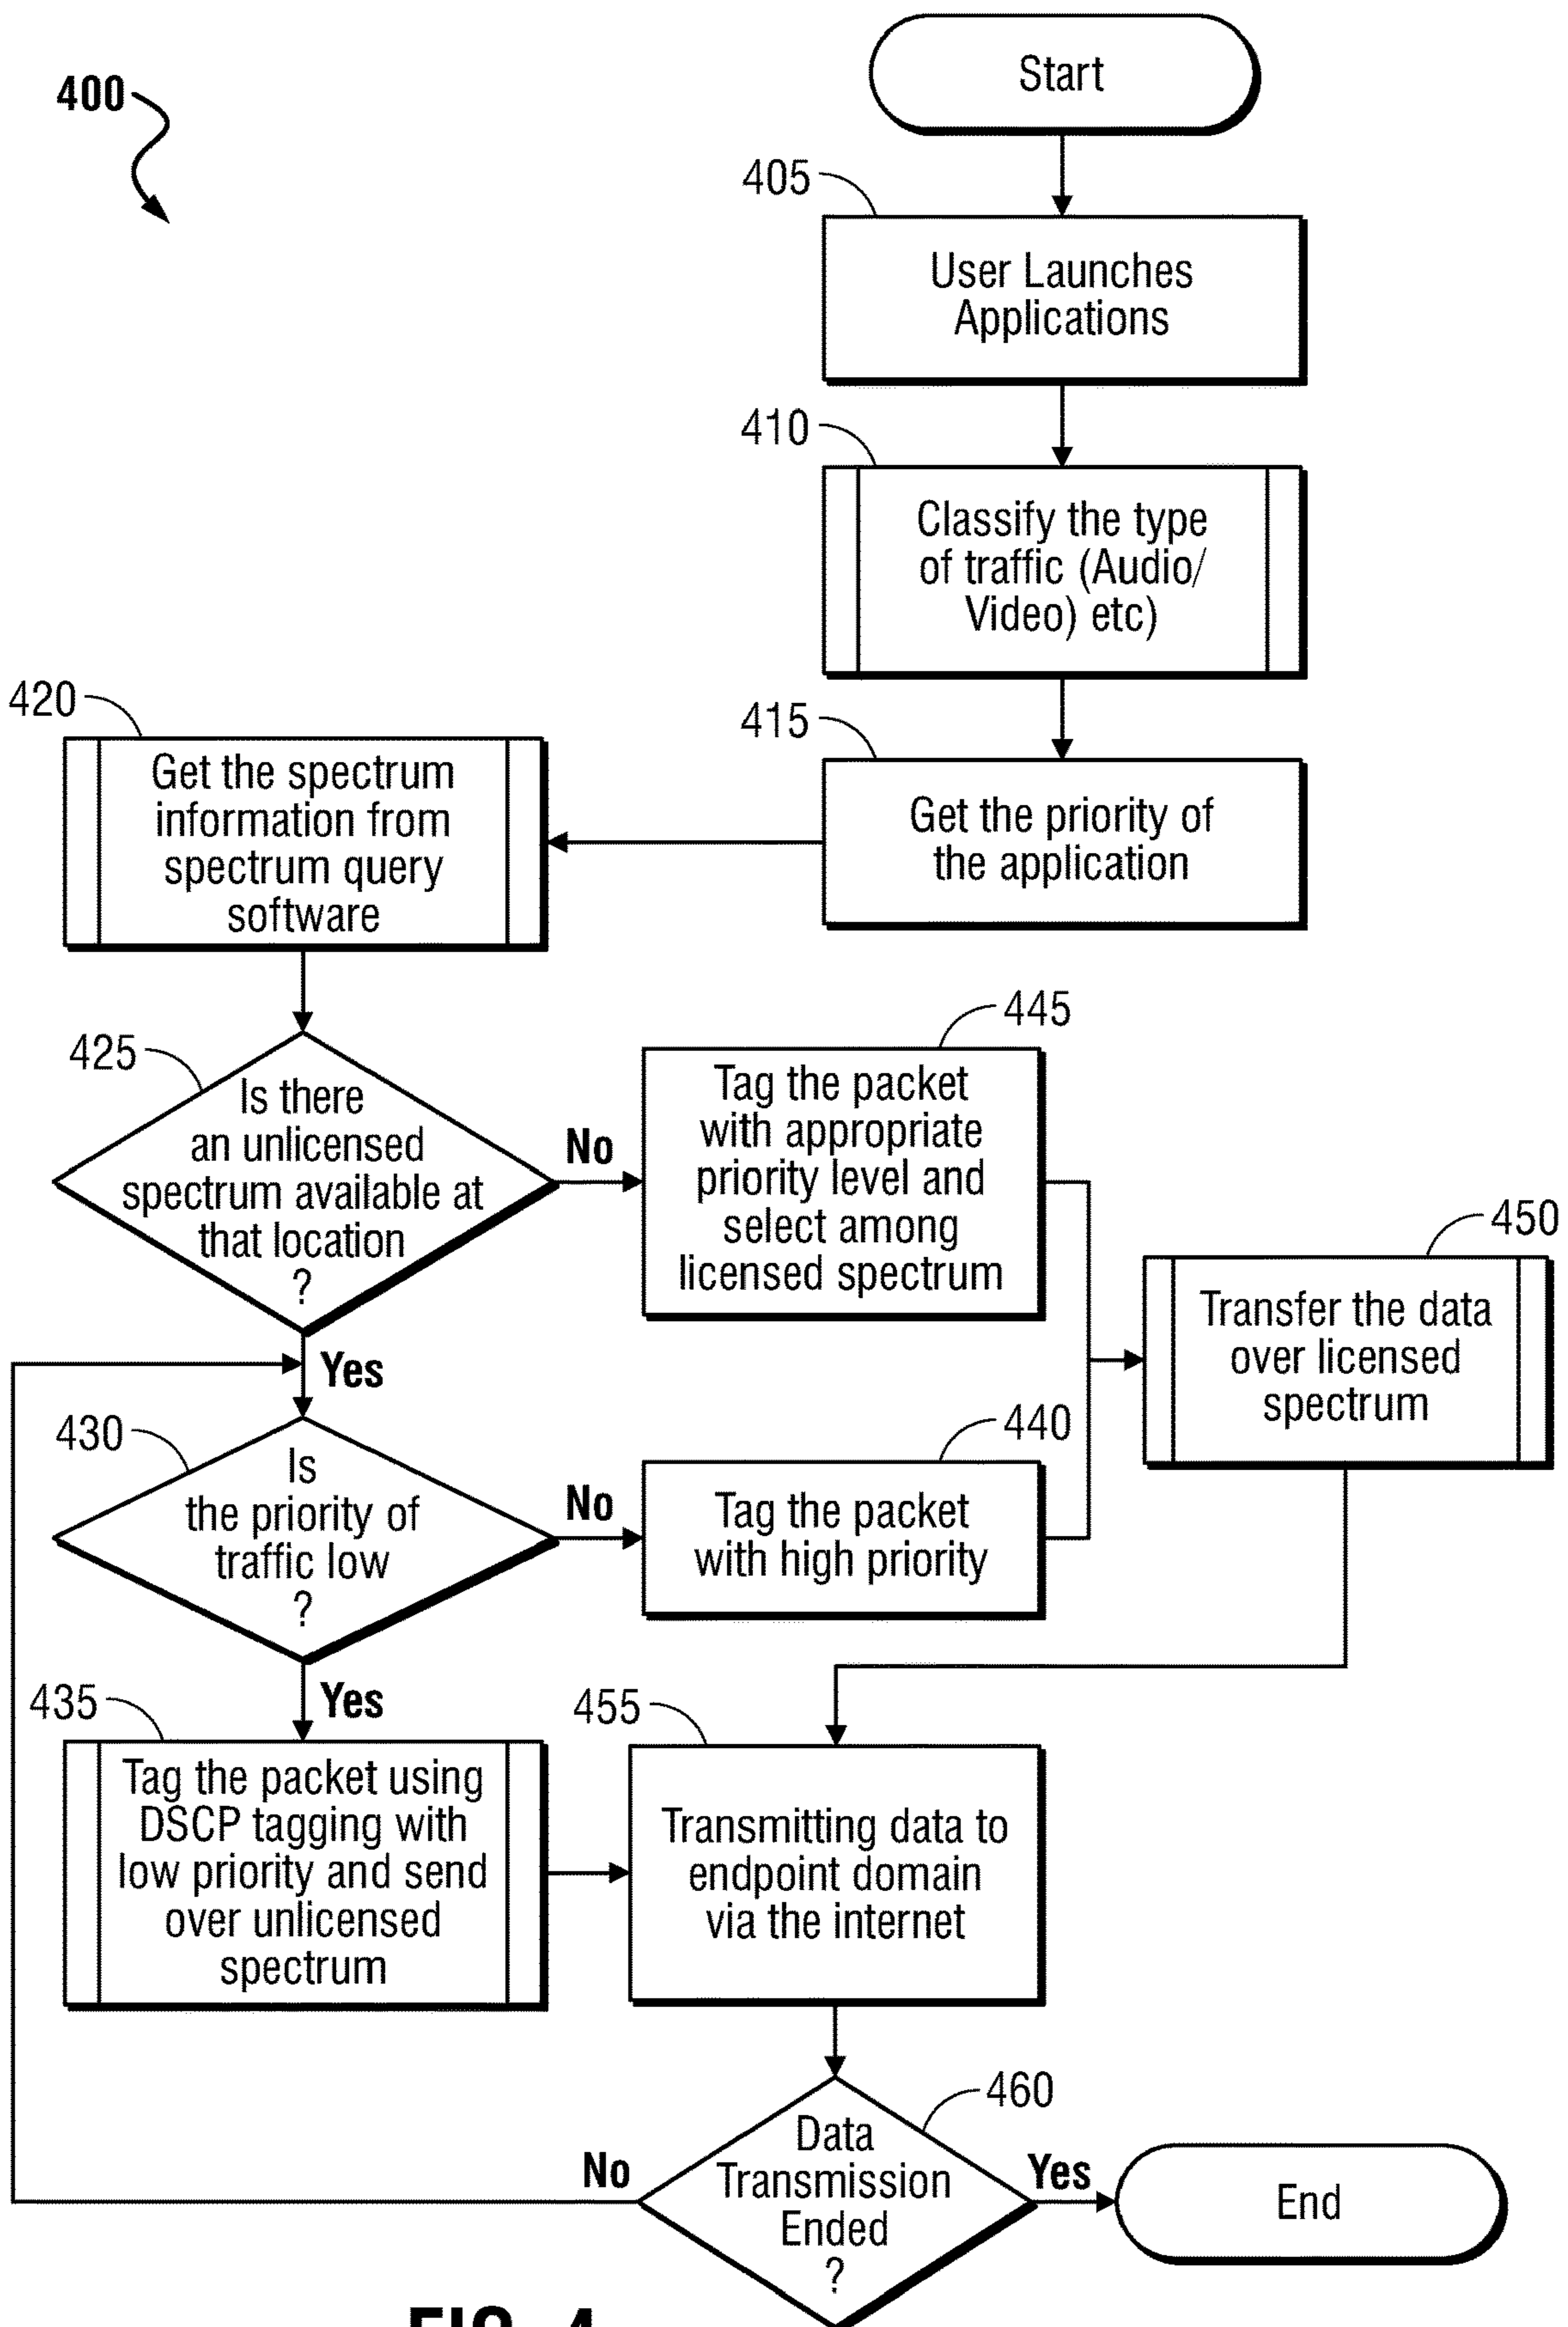 400
Start
405
User Launches
Applications
410
Classify the type
of traffic (Audio/
Video) etc)
415
Get the priority of
the application
420
Get the spectrum
information from
spectrum query
software
425
Is there
an unlicensed
spectrum available at
that location
?
No
Yes
445
Tag the packet
with appropriate
priority level and
select among
licensed spectrum
450
Transfer the data
over licensed
spectrum
430
Is
the priority of
traffic low
?
No
Yes
440
Tag the packet
with high priority
435
Tag the packet using
DSCP tagging with
low priority and send
over unlicensed
spectrum
455
Transmitting data to
endpoint domain
via the internet
460
Data
Transmission
Ended
?
No
Yes
End
FIG. 4